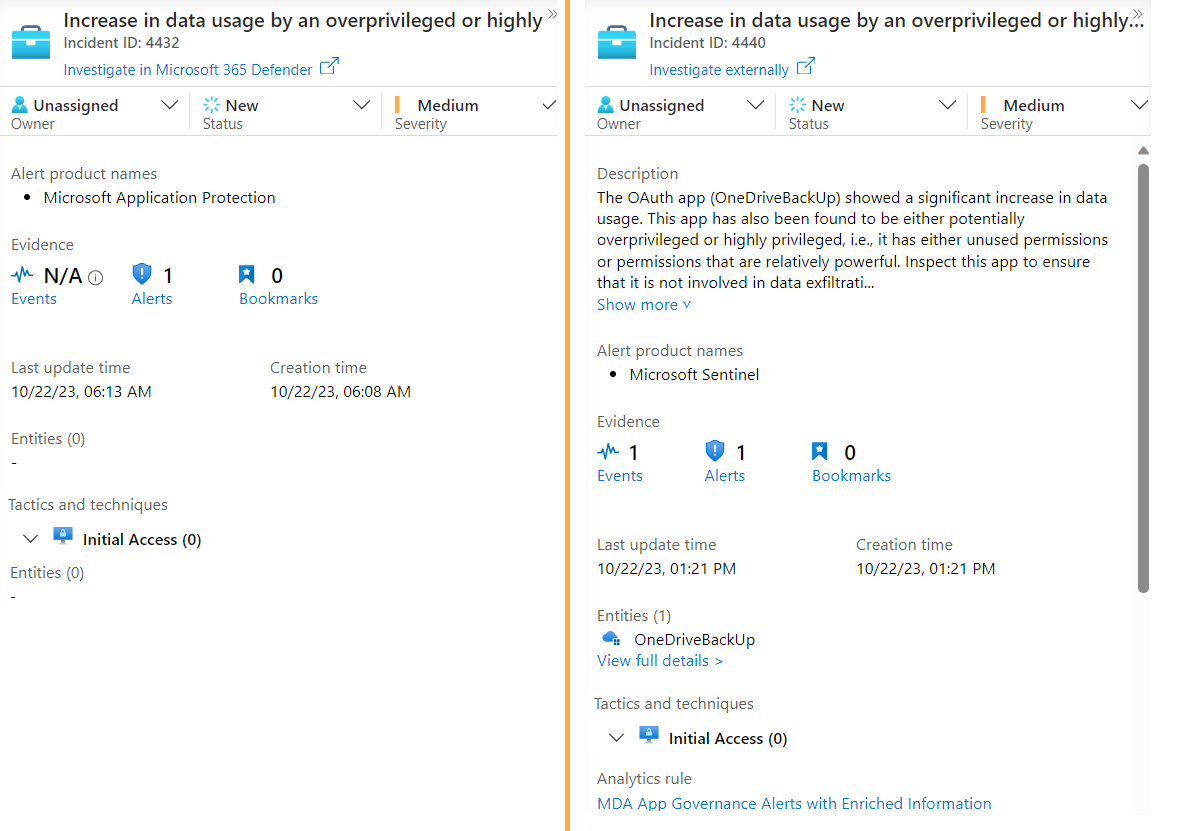 Increase in data usage by an overprivileged or highly
Incident ID: 4432
Investigate in Microsoft 365 Defender
Unassigned
Owner
New
Status
Medium
Severity
Alert product names
• Microsoft Application Protection
Evidence
N/A
Events
1
Alerts
0
Bookmarks
Last update time
10/22/23, 06:13 AM
Creation time
10/22/23, 06:08 AM
Entities (0)
-
Tactics and techniques
Initial Access (0)
Entities (0)
-
Increase in data usage by an overprivileged or highly...
Incident ID: 4440
Investigate externally
Unassigned
Owner
New
Status
Medium
Severity
Description
The OAuth app (OneDriveBackUp) showed a significant increase in data
usage. This app has also been found to be either potentially
overprivileged or highly privileged, i.e., it has either unused permissions
or permissions that are relatively powerful. Inspect this app to ensure
that it is not involved in data exfiltrati...
Show more
Alert product names
• Microsoft Sentinel
Evidence
1
Events
1
Alerts
0
Bookmarks
Last update time
10/22/23, 01:21 PM
Creation time
10/22/23, 01:21 PM
Entities (1)
OneDriveBackUp
View full details >
Tactics and techniques
Initial Access (0)
Analytics rule
MDA App Governance Alerts with Enriched Information